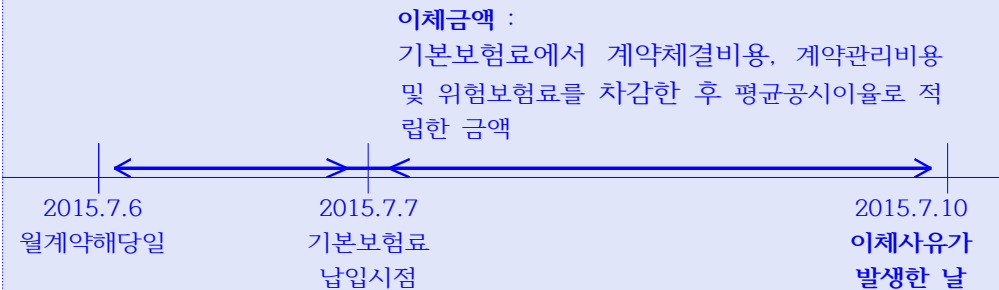 이체금액 :
기본보험료에서 계약체결비용, 계약관리비용
및 위험보험료를 차감한 후 평균공시이율로 적
립한 금액
2015.7.6
월계약해당일
2015.7.7
기본보험료
납입시점
2015.7.10
이체사유가
발생한 날